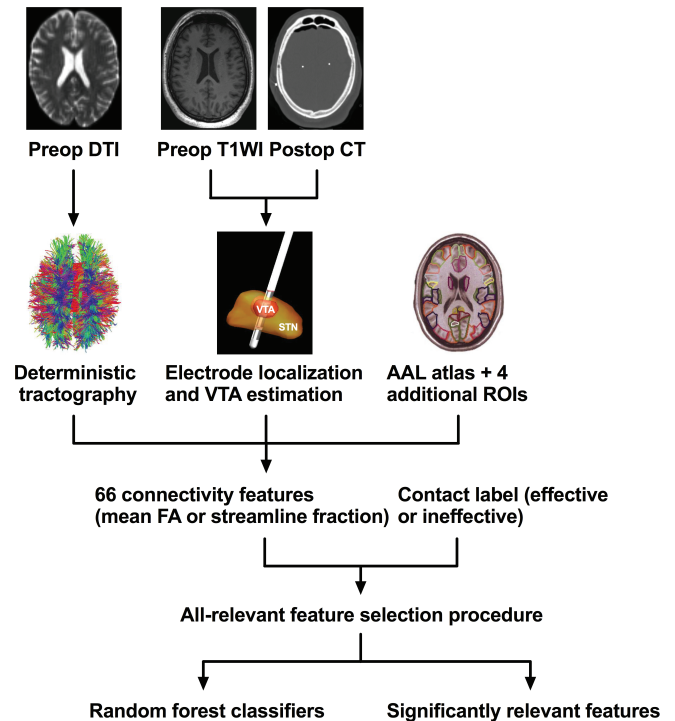 Preop DTI
Preop T1WI
Postop CT
VTA
STN
Deterministic
tractography
Electrode localization
and VTA estimation
AAL atlas + 4
additional ROIs
66 connectivity features
(mean FA or streamline fraction)
Contact label (effective
or ineffective)
All-relevant feature selection procedure
Random forest classifiers
Significantly relevant features